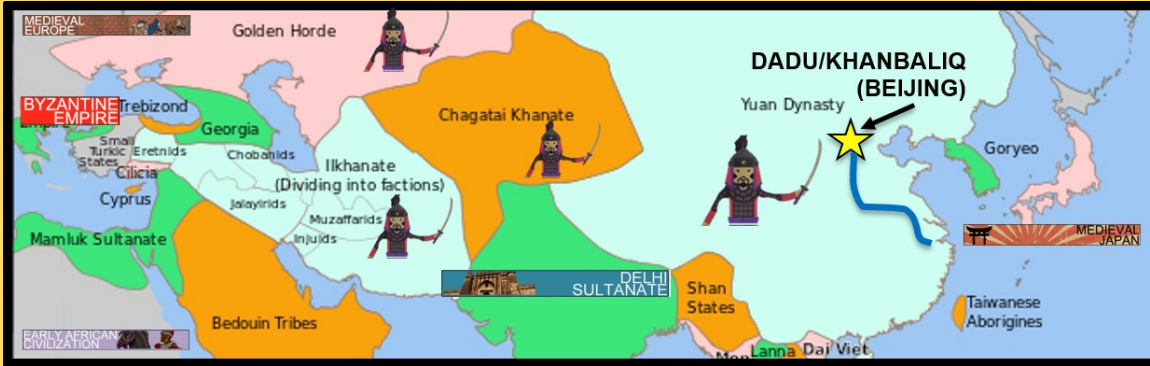 MEDIEVAL
EUROPE
Golden Horde
DADU/KHANBALIQ
(BEIJING)
Yuan Dynasty
Chagatai Khanate
BYZANTINE
EMPIRE
Trebizond
Georgia
Small
Turkic
States
Eretnids
Chobanids
Ilkhanate
(Dividing into factions)
Goryeo
Cilicia
Cyprus
Jalayirids
Muzaffarids
Injuids
Mamluk Sultanate
MEDIEVAL
JAPAN
DELHI
SULTANATE
Shan
States
Taiwanese
Aborigines
Bedouin Tribes
EARLY AFRICAN
CIVILIZATION
Lanna
Dai Viet